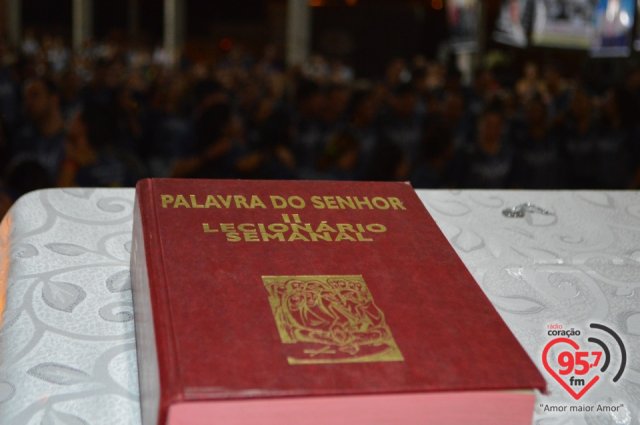 PALAVRA DO SENHOR
II
LECIONÁRIO
SEMANAL
rádio
coração
95.7
fm
"Amor maior Amor"